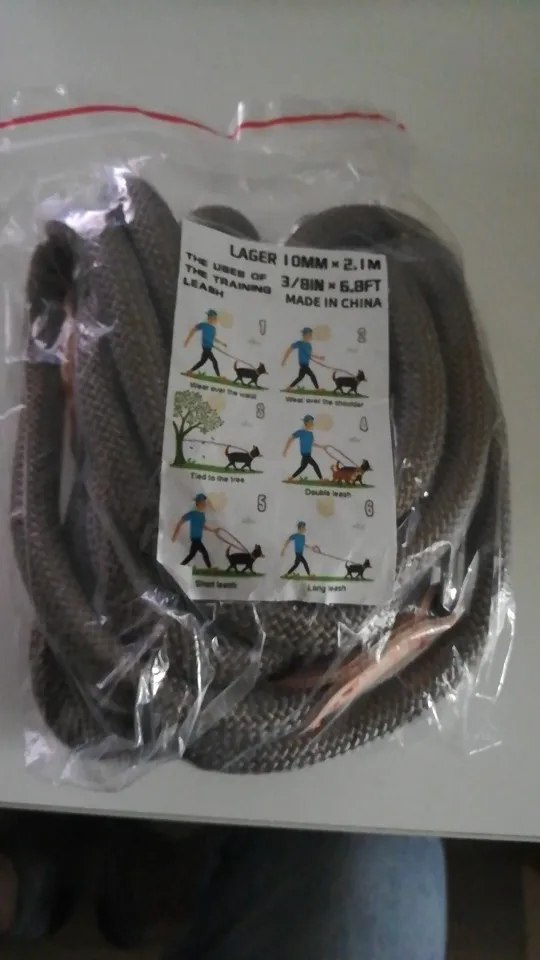 LAGER 10MM × 2.1M
THE USES OF
THE TRAINING
LEASH
3/8IN × 6.8FT
MADE IN CHINA
1
2
Wear over the waist
Wear over the shoulder
3
4
Tied to the tree
Double leash
5
6
Short leash
Long leash